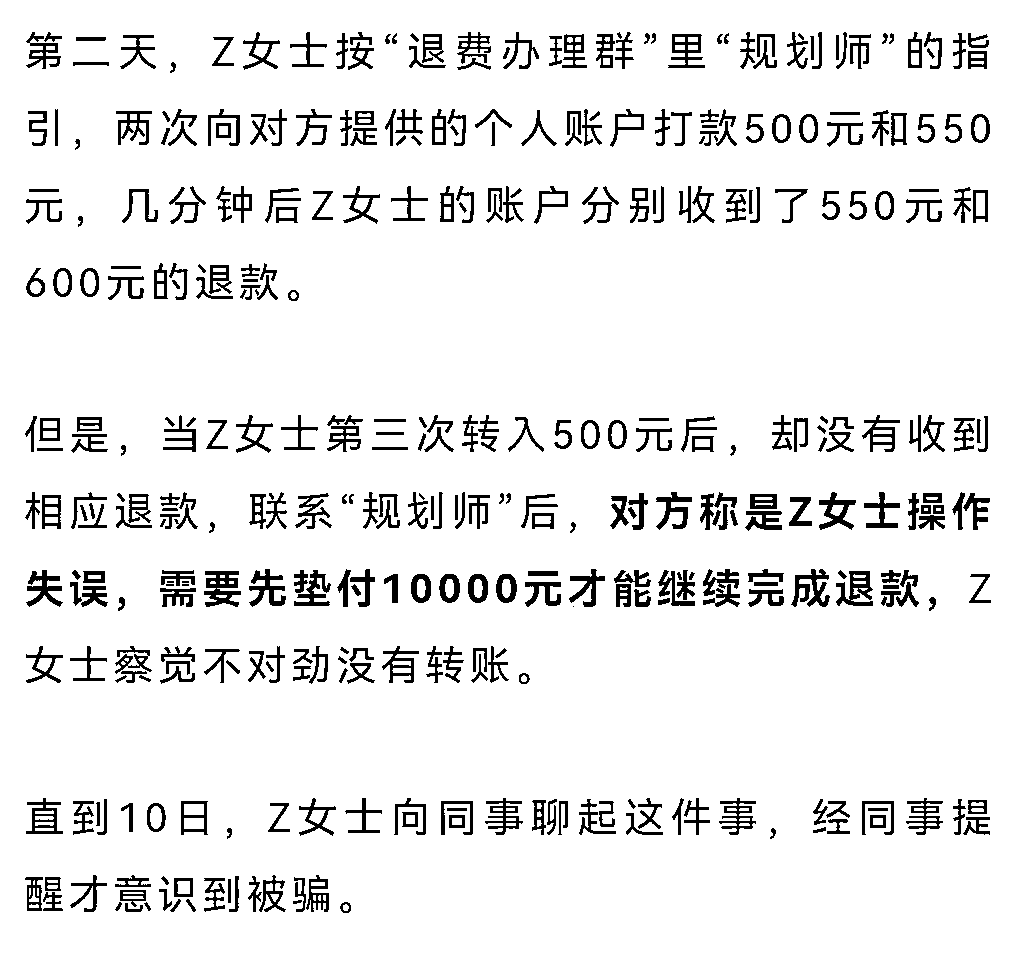 第二天，Z女士按“退费办理群”里“规划师”的指
引，两次向对方提供的个人账户打款500元和550
元，几分钟后Z女士的账户分别收到了550元和
600元的退款。
但是，当Z女士第三次转入500元后，却没有收到
相应退款，联系“规划师”后，对方称是Z女士操作
失误，需要先垫付10000元才能继续完成退款，Z
女士察觉不对劲没有转账。
直到10日，Z女士向同事聊起这件事，经同事提
醒才意识到被骗。